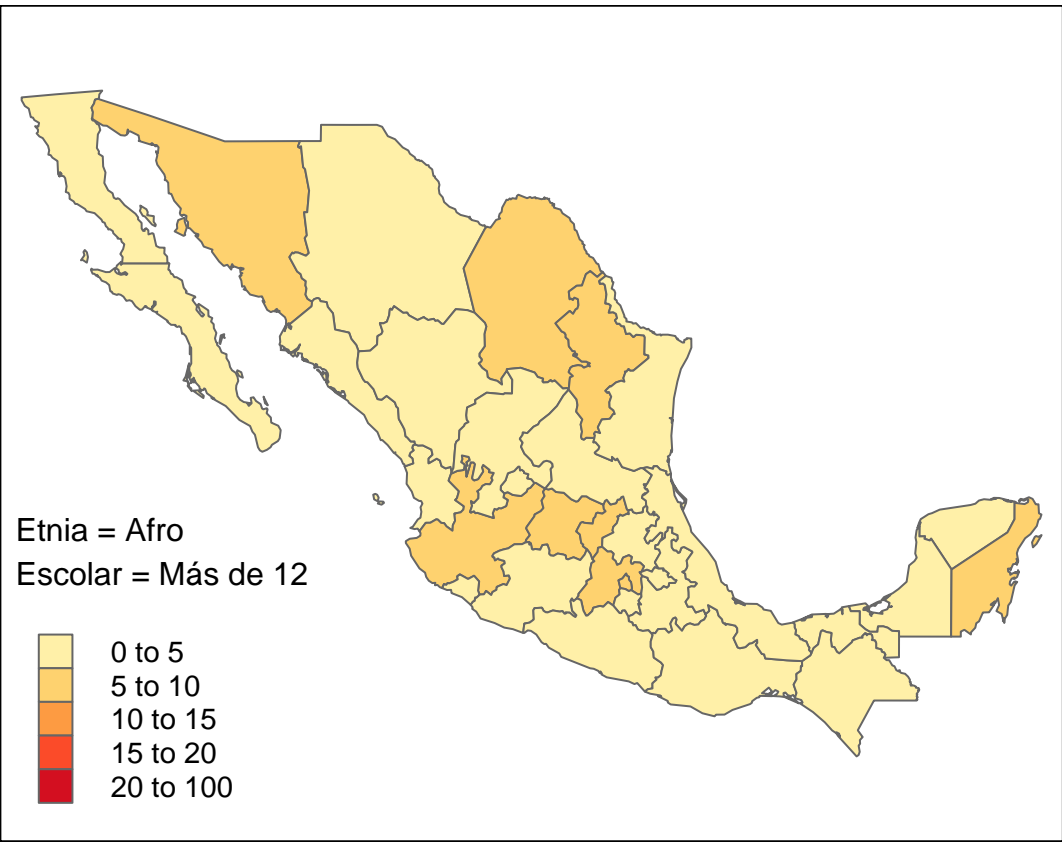 Etnia = Afro
Escolar = Más de 12
0 to 5
5 to 10
10 to 15
15 to 20
20 to 100